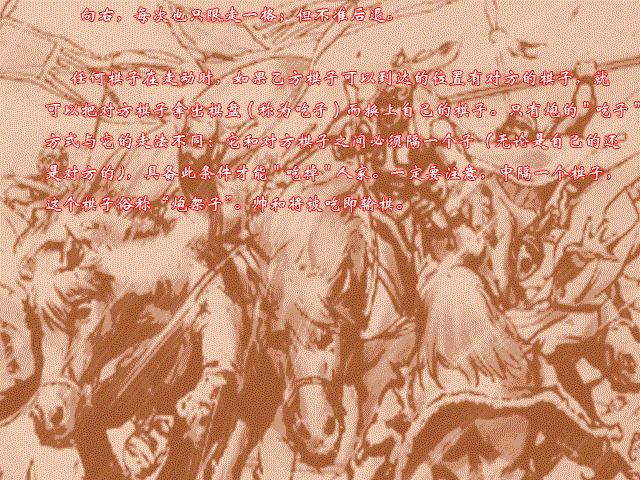 向右，每次也只限走一格；但不准后退。
任何棋子在走动时，如果乙方棋子可以到达的位置有对方的棋子，就
可以把对方棋子拿出棋盘（称为吃子）而换上自己的棋子。只有炮的"吃子"
方式与它的走法不同：它和对方棋子之间必须隔一个子（无论是自己的还
是对方的），具备此条件才能"吃掉"人家。一定要注意，中隔一个棋子，
这个棋子俗称“炮架子”。帅和将被吃即输棋。